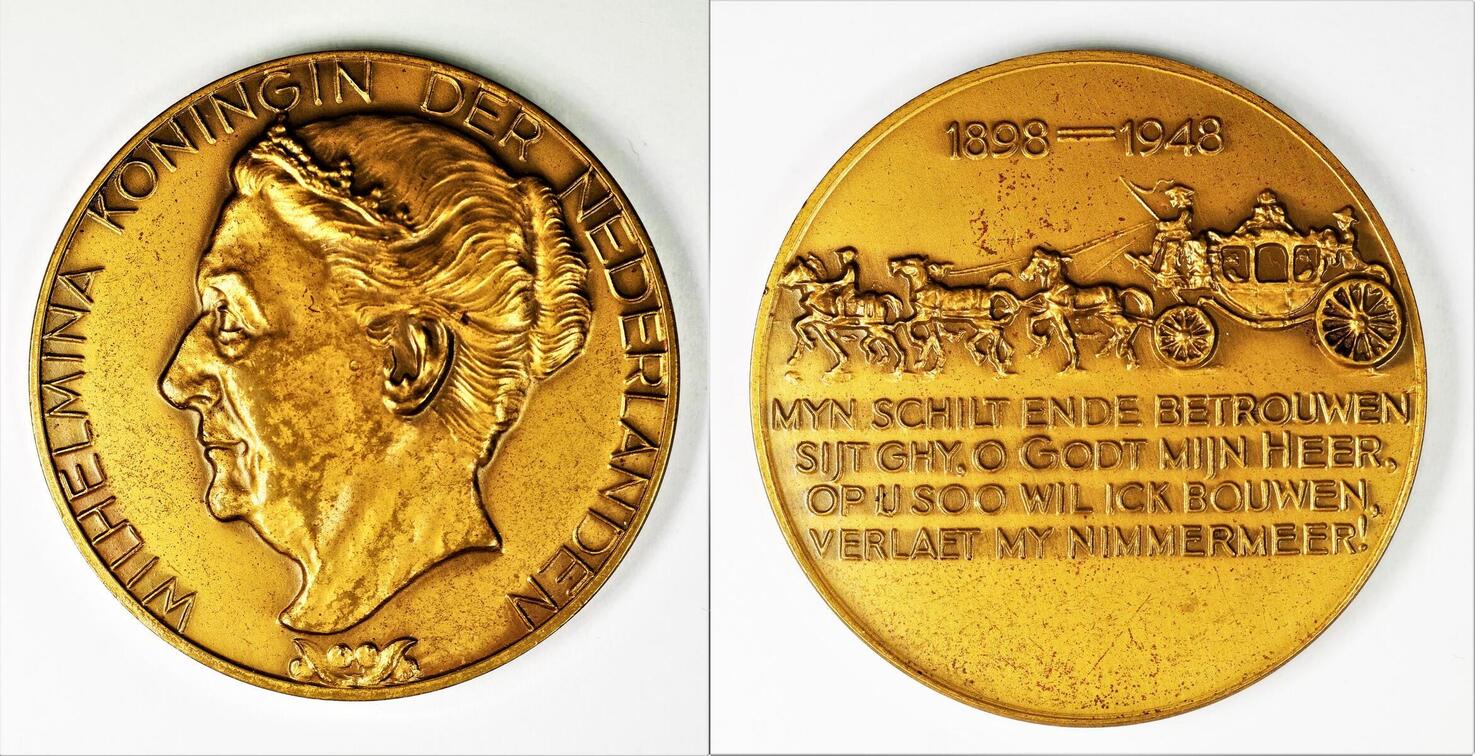 WILHELMINA KONINGIN DER NEDERLANDEN
1898 = 1948
MYN SCHILT ENDE BETROUWEN
SIJT GHY, O GODT MIJN HEER,
OP U SOO WIL ICK BOUWEN,
VERLAET MY NIMMERMEER!